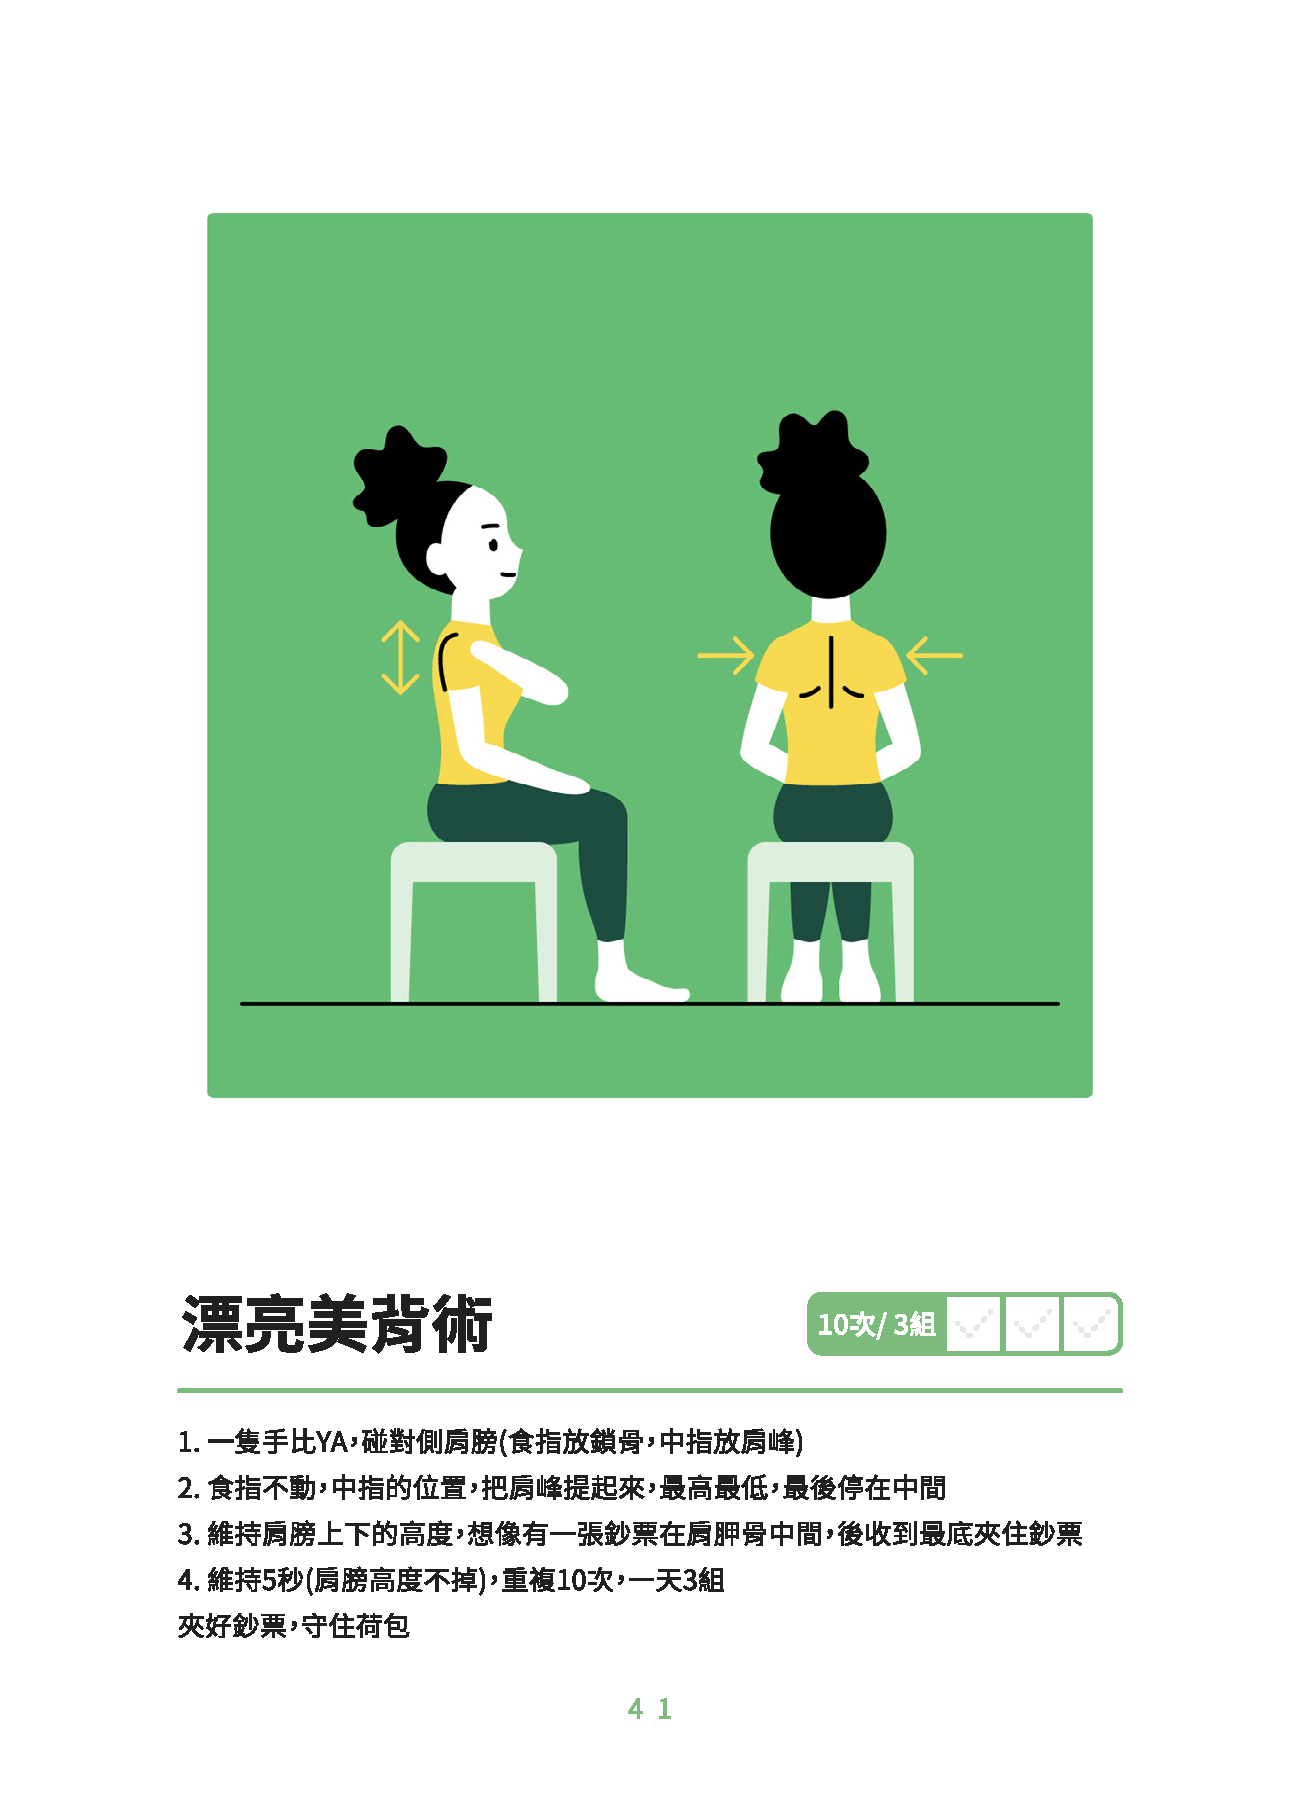 漂亮美背術
10次/ 3組
1. 一隻手比YA，碰對側肩膀(食指放鎖骨，中指放肩峰)
2. 食指不動，中指的位置，把肩峰提起來，最高最低，最後停在中間
3. 維持肩膀上下的高度，想像有一張鈔票在肩胛骨中間，後收到最底夾住鈔票
4. 維持5秒(肩膀高度不掉)，重複10次，一天3組
夾好鈔票，守住荷包
41